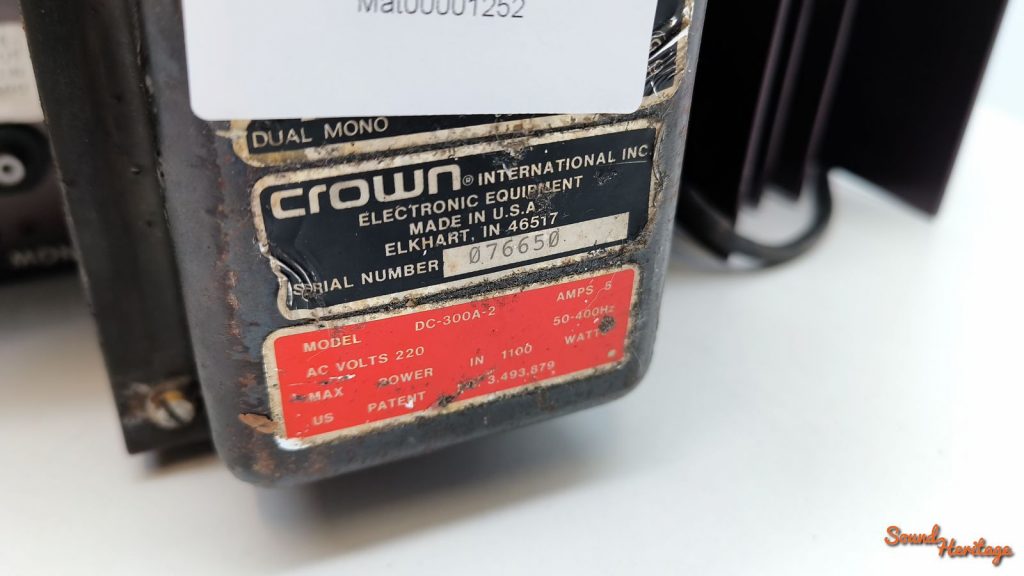 Mat00001252
DUAL MONO
crown® INTERNATIONAL INC.
ELECTRONIC EQUIPMENT
MADE IN U.S.A.
ELKHART, IN 46517
SERIAL NUMBER 076650
MODEL DC-300A-2 AMPS 5
AC VOLTS 220 50-400Hz
MAX POWER IN 1100 WATTS
US PATENT 3,493,879
Sound
Heritage